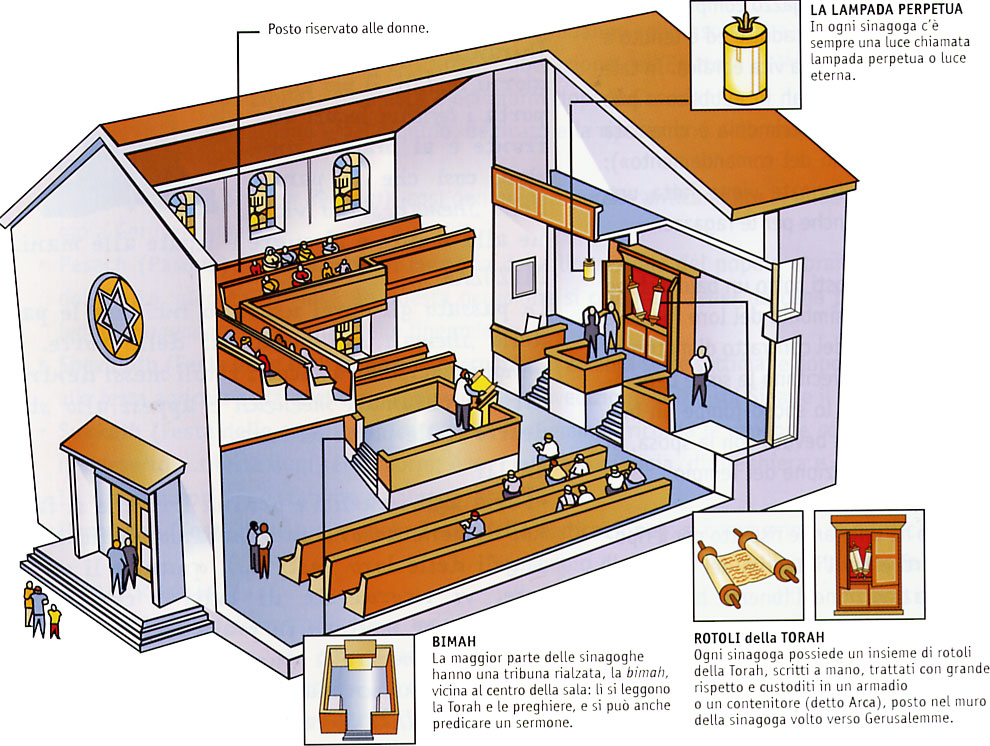 Posto riservato alle donne.
LA LAMPADA PERPETUA
In ogni sinagoga c'è
sempre una luce chiamata
lampada perpetua o luce
eterna.
BIMAH
La maggior parte delle sinagoghe
hanno una tribuna rialzata, la bimah,
vicina al centro della sala: lì si leggono
la Torah e le preghiere, e si può anche
predicare un sermone.
ROTOLI della TORAH
Ogni sinagoga possiede un insieme di rotoli
della Torah, scritti a mano, trattati con grande
rispetto e custoditi in un armadio
o un contenitore (detto Arca), posto nel muro
della sinagoga volto verso Gerusalemme.